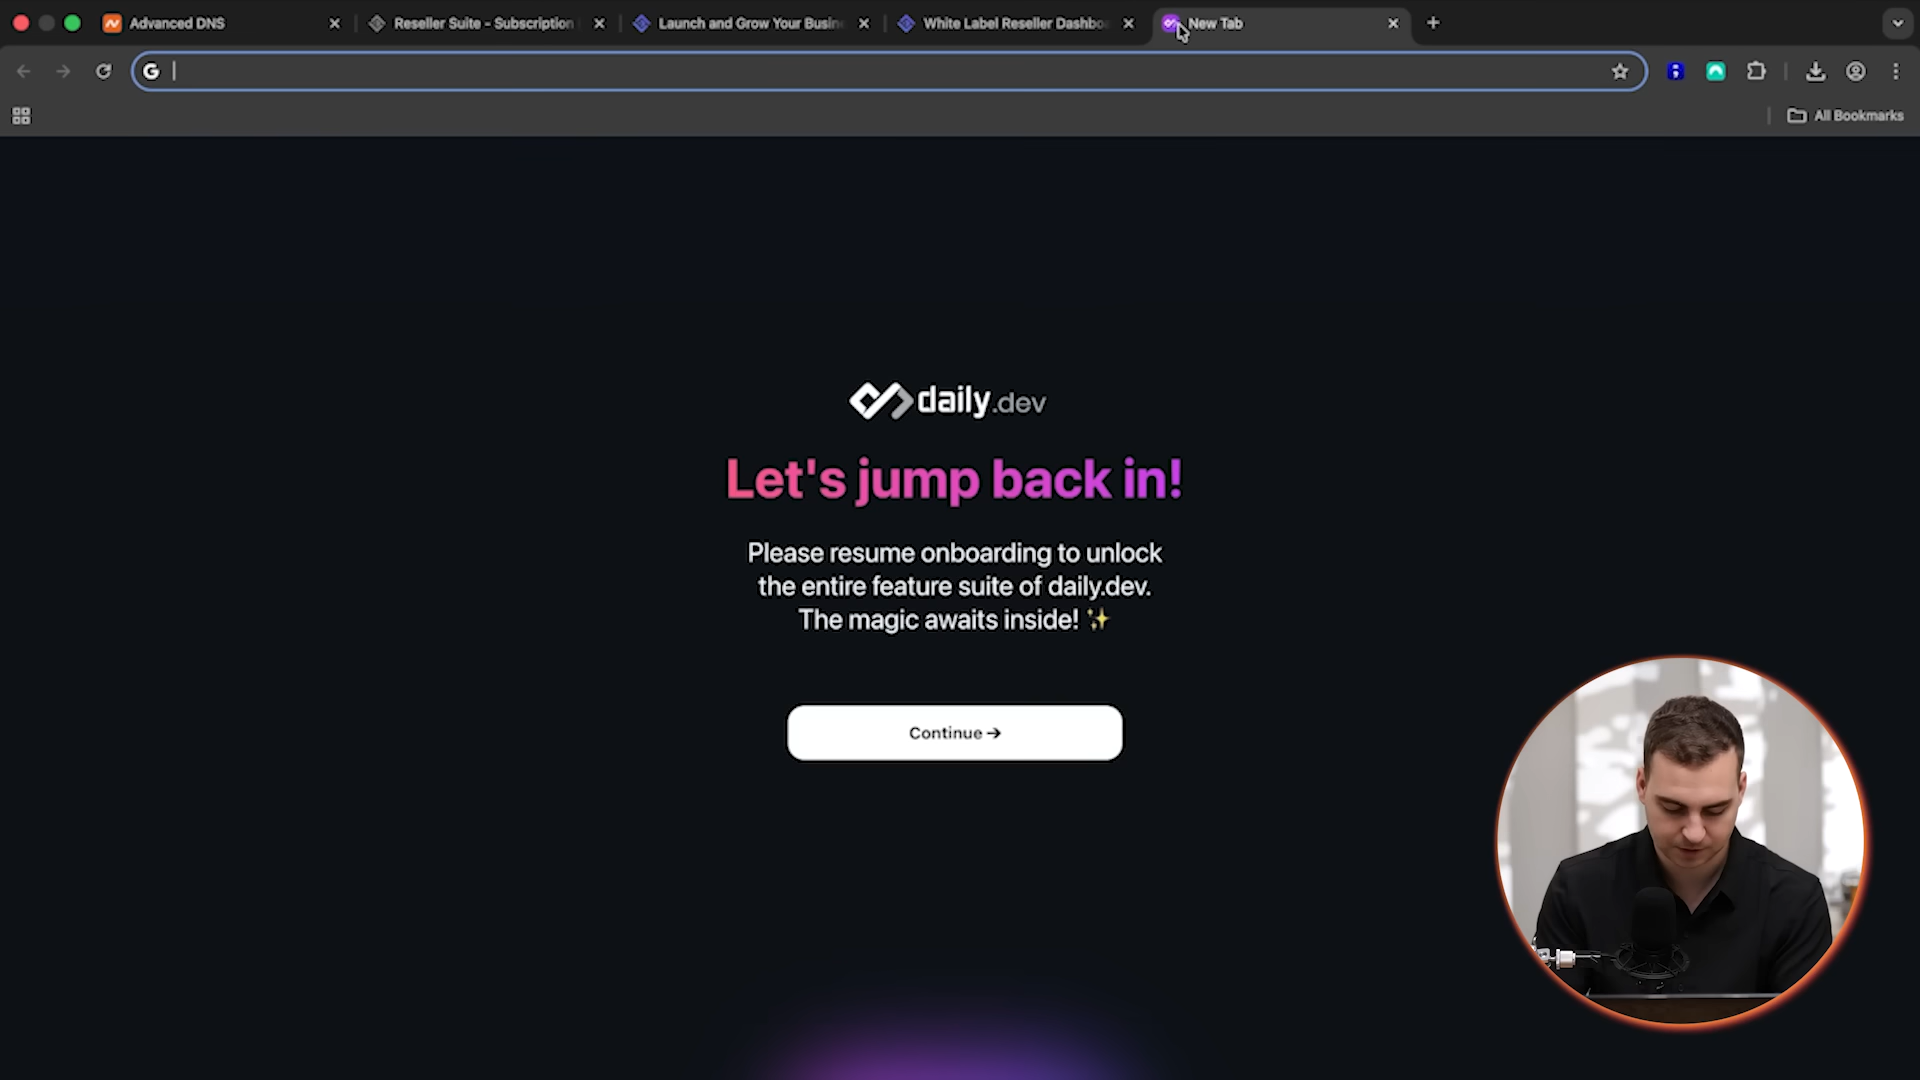 Advanced DNS
Reseller Suite - Subscription
Launch and Grow Your Busin
White Label Reseller Dashbo
New Tab
All Bookmarks
daily.dev
Let's jump back in!
Please resume onboarding to unlock
the entire feature suite of daily.dev.
The magic awaits inside! ✨
Continue →